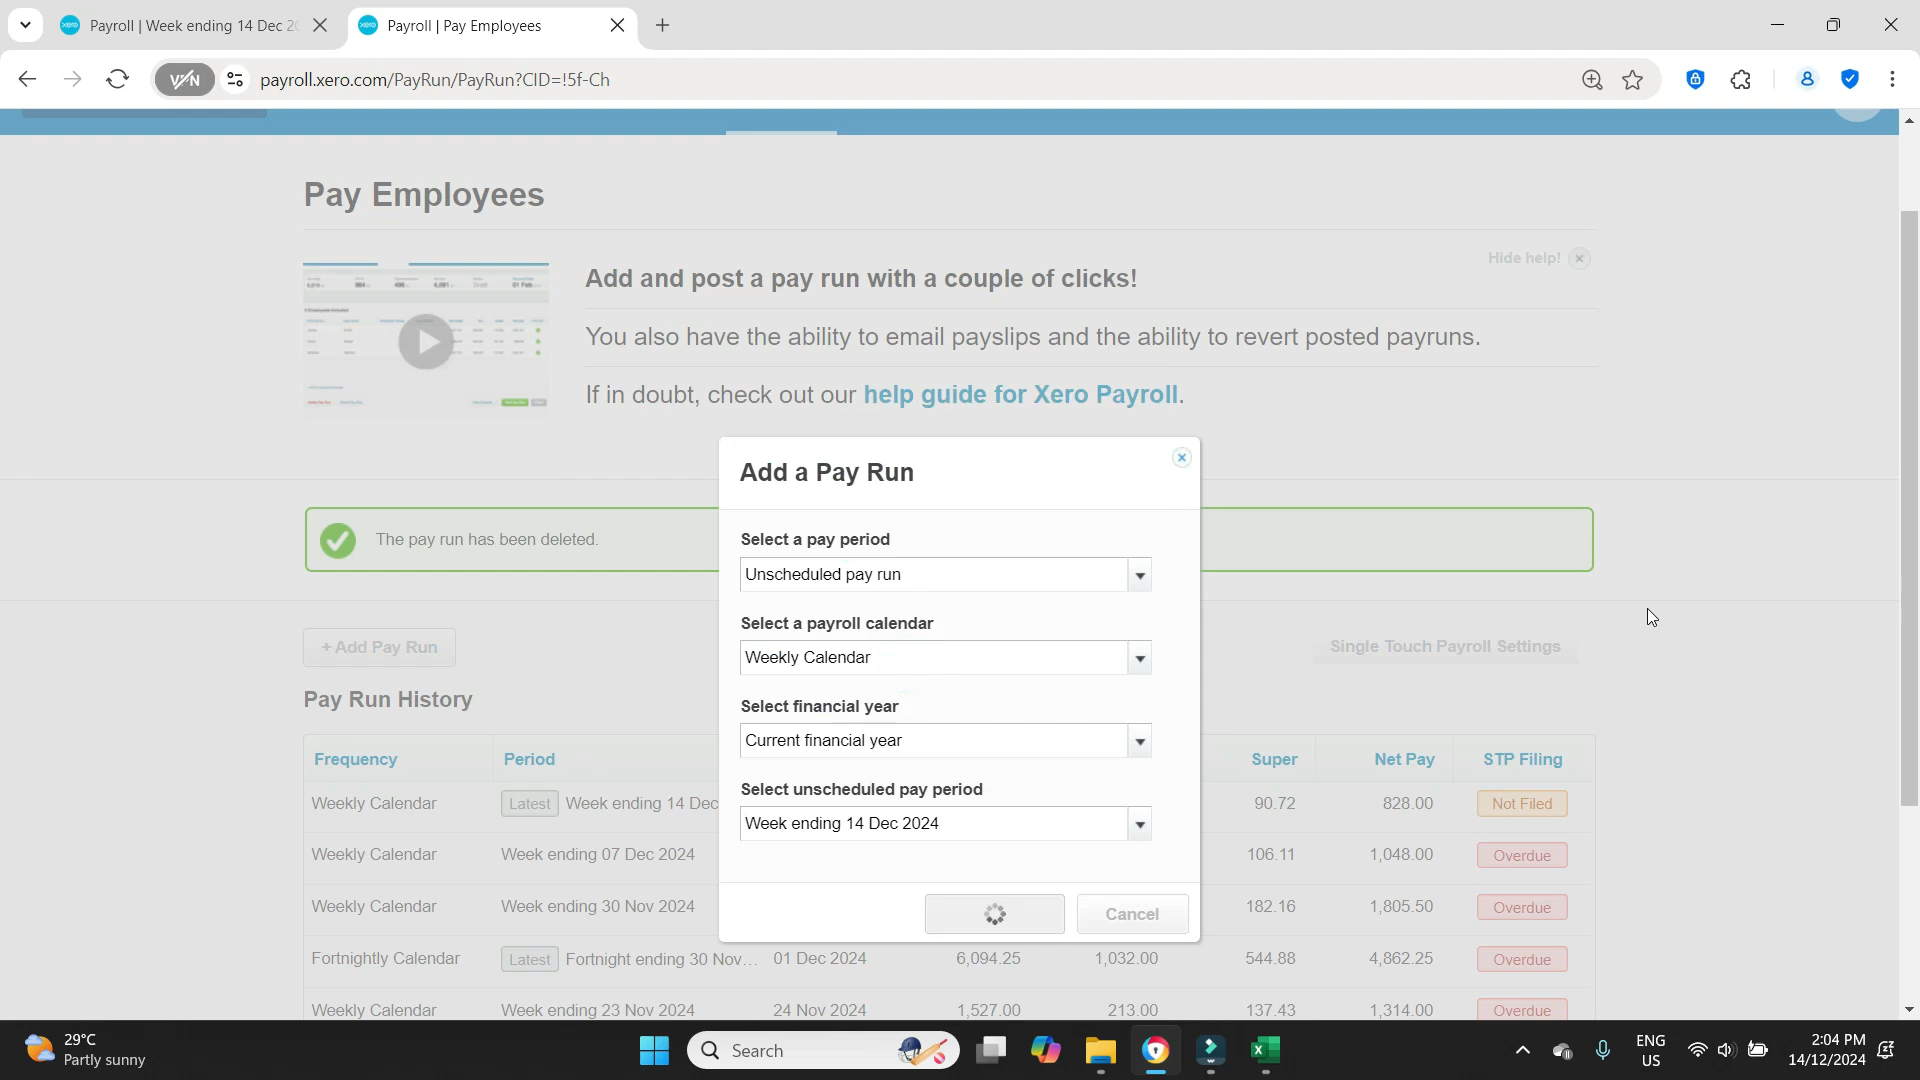 Payroll | Week ending 14 Dec 20
Payroll | Pay Employees
VPN
payroll.xero.com/PayRun/PayRun?CID=!5f-Ch
Pay Employees
Hide help!
Add and post a pay run with a couple of clicks!
You also have the ability to email payslips and the ability to revert posted payruns.
If in doubt, check out our help guide for Xero Payroll.
Add a Pay Run
The pay run has been deleted.
Select a pay period
Unscheduled pay run
Select a payroll calendar
Weekly Calendar
Select financial year
Current financial year
Select unscheduled pay period
Week ending 14 Dec 2024
Cancel
+ Add Pay Run
Single Touch Payroll Settings
Pay Run History
Frequency Period Super Net Pay STP Filing
Weekly Calendar Latest Week ending 14 Dec 90.72 828.00 Not Filed
Weekly Calendar Week ending 07 Dec 2024 106.11 1,048.00 Overdue
Weekly Calendar Week ending 30 Nov 2024 182.16 1,805.50 Overdue
Fortnightly Calendar Latest Fortnight ending 30 Nov... 01 Dec 2024 6,094.25 1,032.00 544.88 4,862.25 Overdue
Weekly Calendar Week ending 23 Nov 2024 24 Nov 2024 1,527.00 213.00 137.43 1,314.00 Overdue
29°C
Partly sunny
Search
ENG
US
2:04 PM
14/12/2024